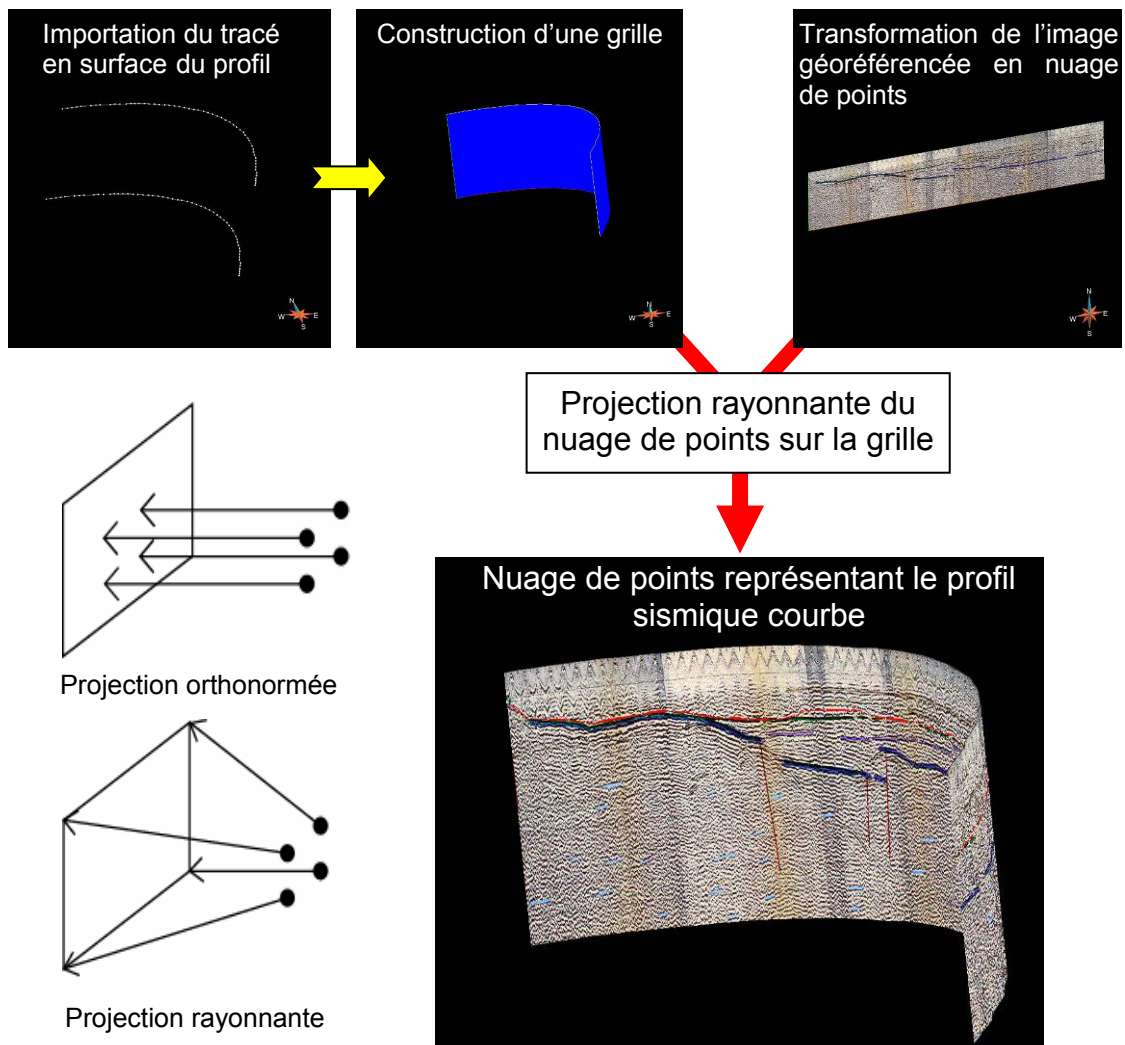 Importation du tracé
en surface du profil
Construction d’une grille
Transformation de l’image
géoréférencée en nuage
de points
N
W E
S
N
W E
S
N
W E
S
Projection rayonnante du
nuage de points sur la grille
Projection orthonormée
Projection rayonnante
Nuage de points représentant le profil
sismique courbe